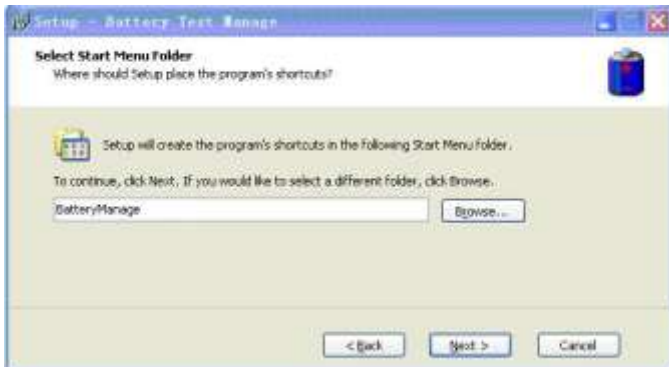 Setup - Battery Test Manage
Select Start Menu Folder
Where should Setup place the program's shortcuts?
Setup will create the program's shortcuts in the following Start Menu folder.
To continue, click Next. If you would like to select a different folder, click Browse.
BatteryManage
Browse...
< Back
Next >
Cancel